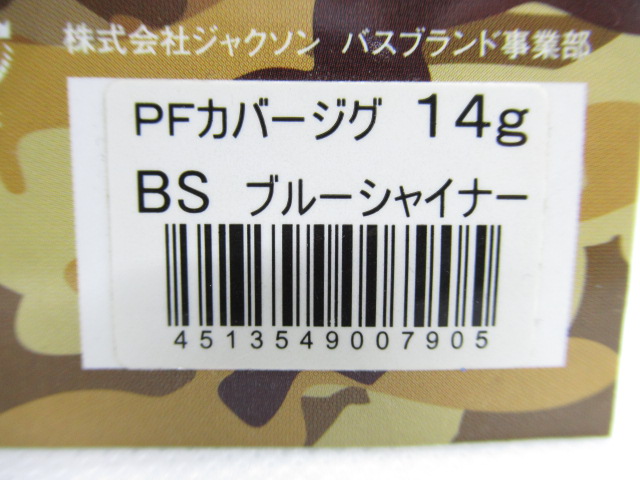 株式会社ジャクソン バスブランド事業部
PFカバージグ 14g
BS ブルーシャイナー
4513549007905